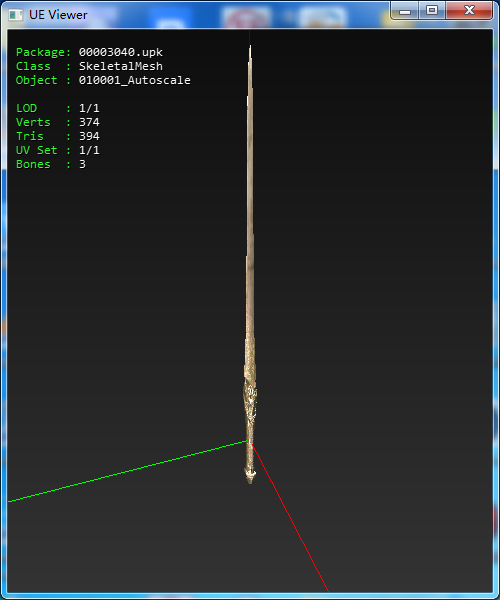 UE Viewer
Package: 00003040.upk
Class  : SkeletalMesh
Object : 010001_Autoscale
LOD    : 1/1
Verts  : 374
Tris   : 394
UV Set : 1/1
Bones  : 3